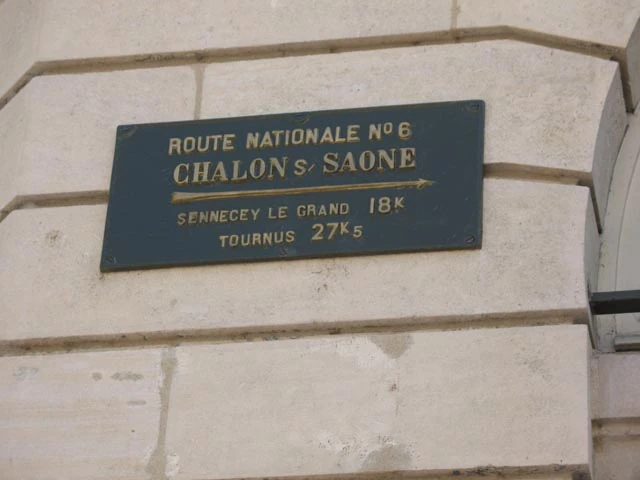 ROUTE NATIONALE No 6
CHALON S/ SAONE
SENNECEY LE GRAND 18K
TOURNUS 27K5